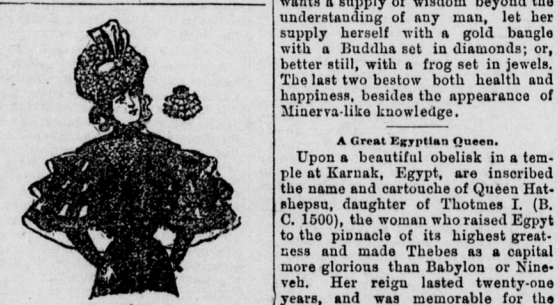 wants a supply of wisdom beyond the
understanding of any man, let her
supply herself with a gold bangle
with a Buddha set in diamonds; or,
better still, with a frog set in jewels.
The last two bestow both health and
happiness, besides the appearance of
Minerva-like knowledge.
A Great Egyptian Queen.
Upon a beautiful obelisk in a tem-
ple at Karnak, Egypt, are inscribed
the name and cartouche of Queen Hat-
shepsu, daughter of Thotmes I. (B.
C. 1500), the woman who raised Egpyt
to the pinnacle of its highest great-
ness and made Thebes as a capital
more glorious than Babylon or Nine-
veh. Her reign lasted twenty-one
years, and was memorable for the